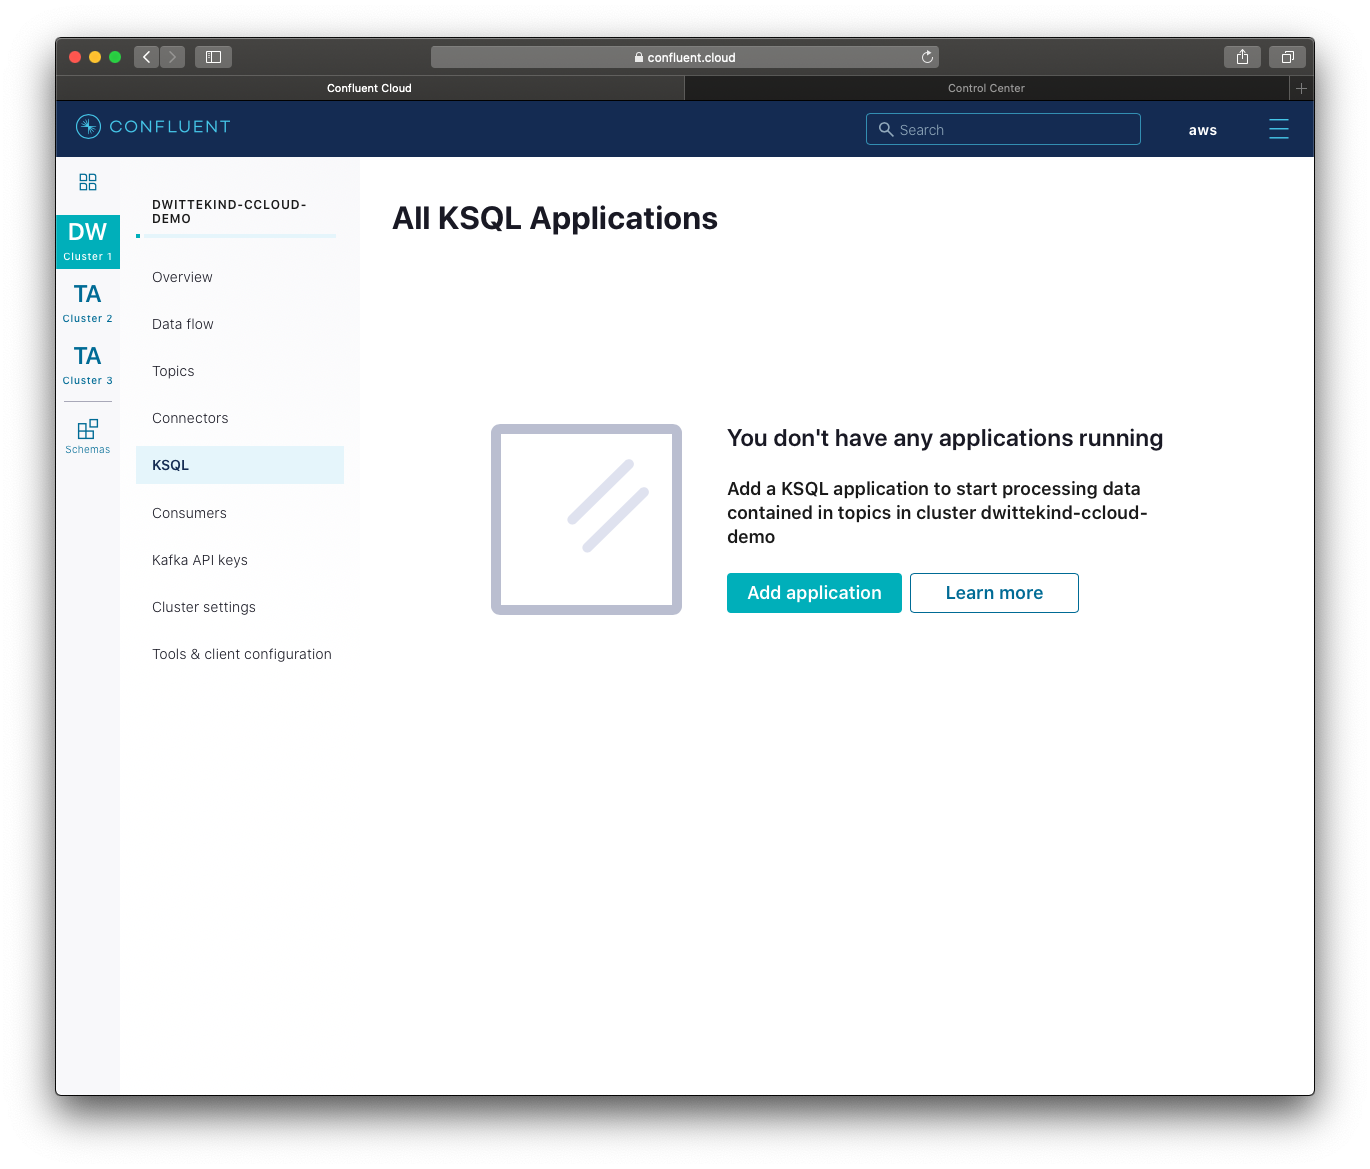 confluent.cloud
Confluent Cloud
Control Center
CONFLUENT
Search
aws
DW
Cluster 1
TA
Cluster 2
TA
Cluster 3
Schemas
DWITTEKIND-CCLOUD-
DEMO
Overview
Data flow
Topics
Connectors
KSQL
Consumers
Kafka API keys
Cluster settings
Tools & client configuration
All KSQL Applications
You don't have any applications running
Add a KSQL application to start processing data
contained in topics in cluster dwittekind-ccloud-
demo
Add application
Learn more